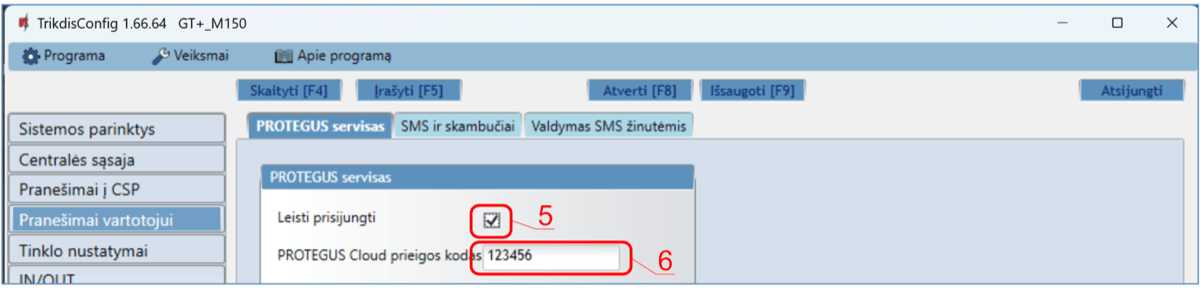 TrikdisConfig 1.66.64 GT+_M150
Programa Veiksmai Apie programą
Skaityti [F4] Įrašyti [F5] Atverti [F8] Išsaugoti [F9] Atsijungti
Sistemos parinktys
Centralės sąsaja
Pranešimai į CSP
Pranešimai vartotojui
Tinklo nustatymai
IN/OUT
PROTEGUS servisas SMS ir skambučiai Valdymas SMS žinutėmis
PROTEGUS servisas
Leisti prisijungti 5
PROTEGUS Cloud prieigos kodas 123456 6